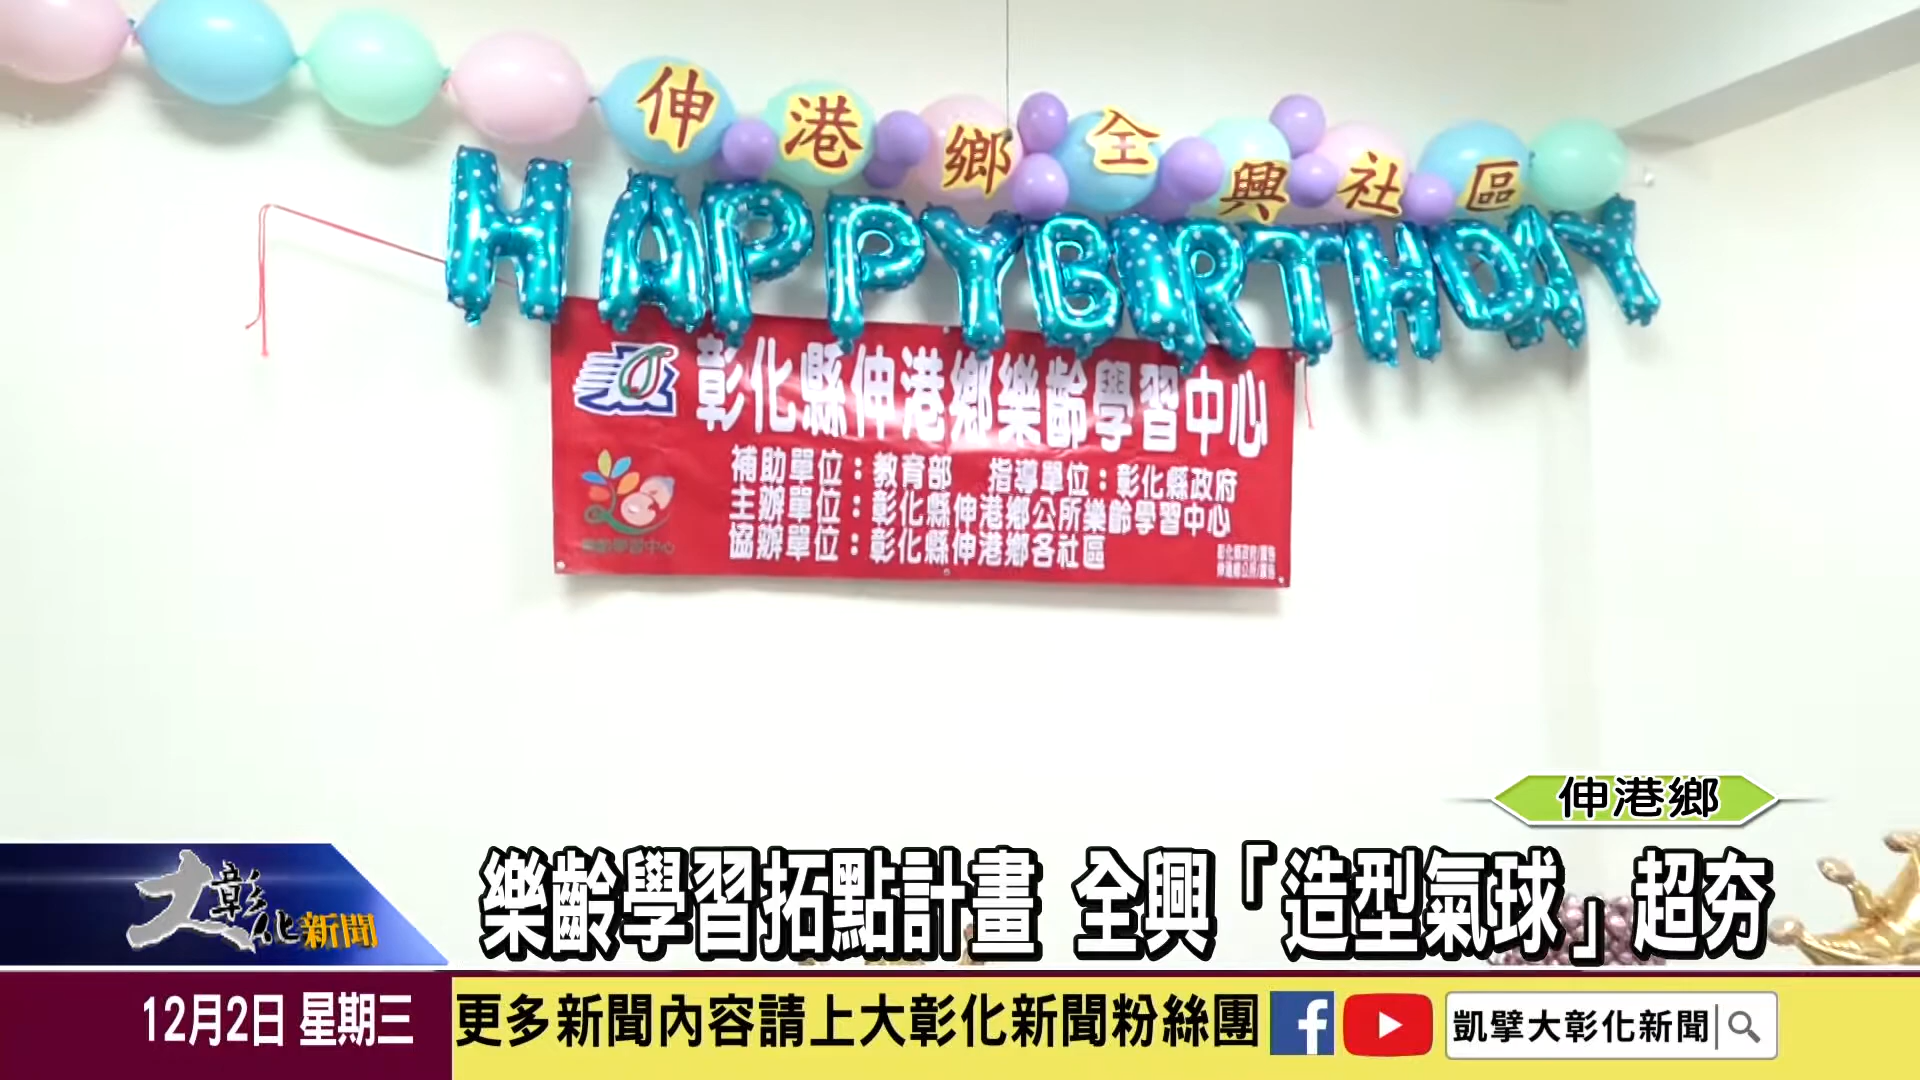 伸港鄉全興社區
HAPPYBIRTHDAY
彰化縣伸港鄉樂齡學習中心
補助單位：教育部 指導單位：彰化縣政府
主辦單位：彰化縣伸港鄉公所樂齡學習中心
協辦單位：彰化縣伸港鄉各社區
伸港鄉
大彰化新聞
樂齡學習拓點計畫 全興「造型氣球」超夯
12月2日 星期三
更多新聞內容請上大彰化新聞粉絲團
f
凱擘大彰化新聞